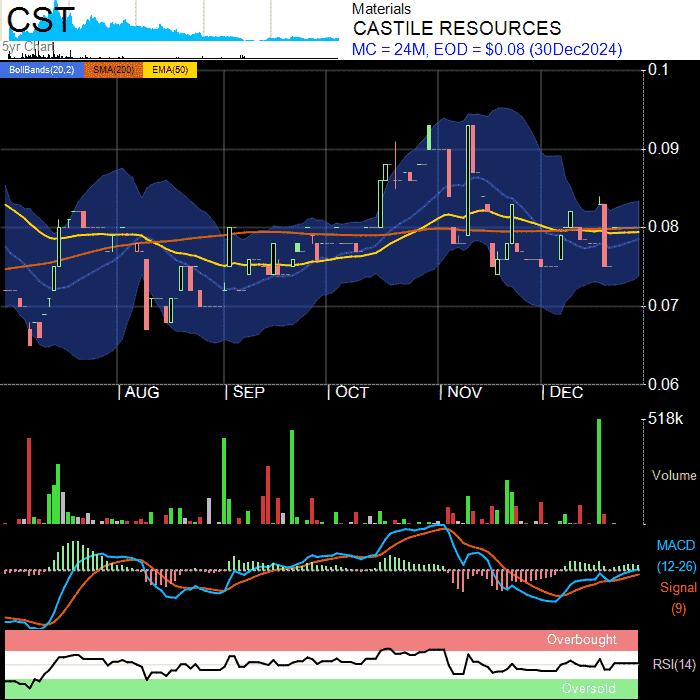 CST
5yr Chart
Materials
CASTILE RESOURCES
MC = 24M, EOD = $0.08 (30Dec2024)
BollBands(20,2) SMA(200) EMA(50)
0.1
0.09
0.08
0.07
0.06
| AUG | SEP | OCT | NOV | DEC
518k
Volume
MACD
(12-26)
Signal
(9)
Overbought
RSI(14)
Oversold